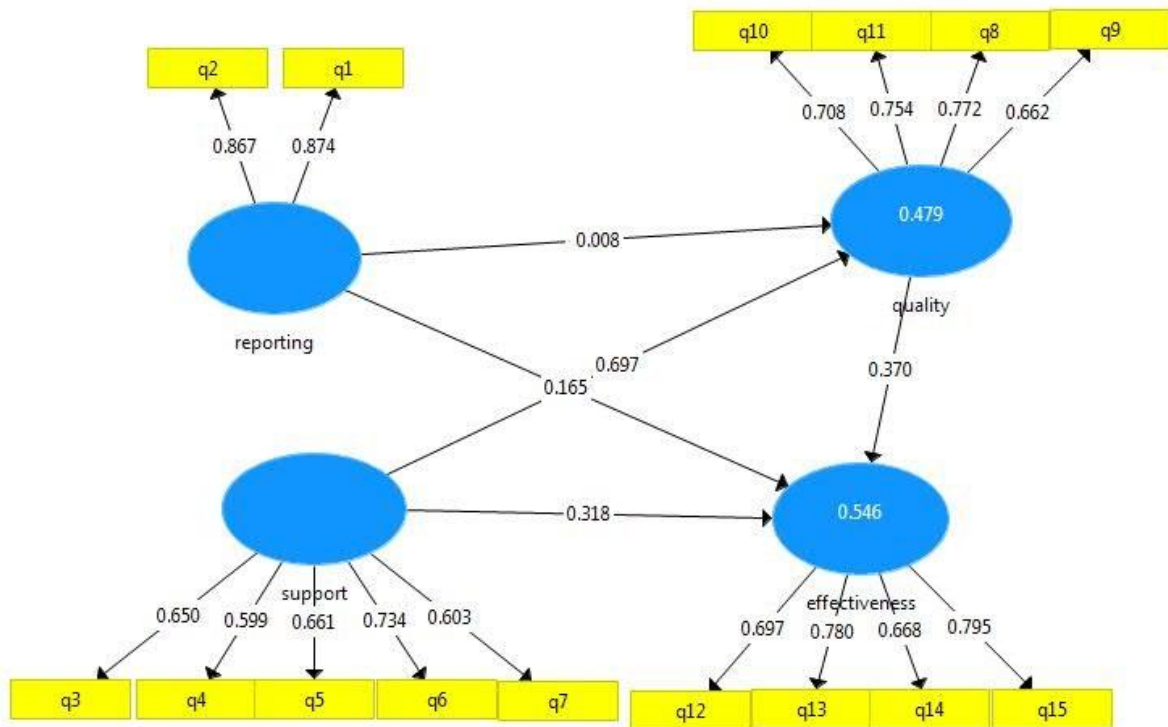 q10 q11 q8 q9
q2 q1
0.708 0.754 0.772 0.662
0.867 0.874
0.479
0.008
quality
reporting
0.697
0.165
0.370
0.318
0.546
support
effectiveness
0.650 0.599 0.661 0.734 0.603
0.697 0.780 0.668 0.795
q3 q4 q5 q6 q7
q12 q13 q14 q15